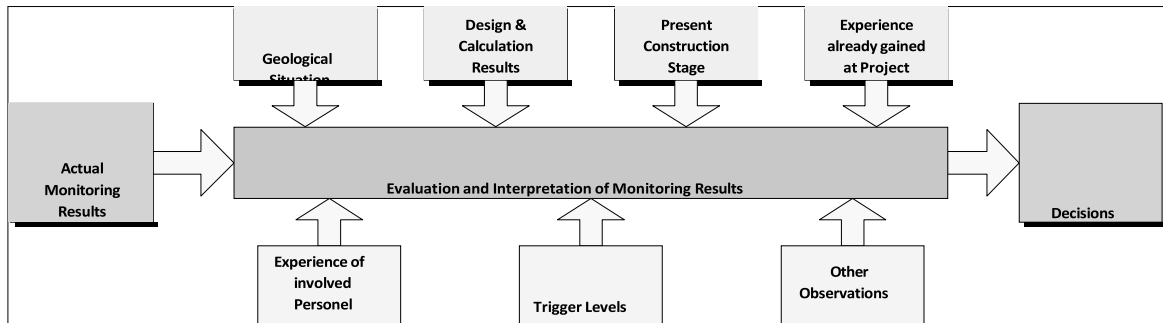 Geological
Situation
Design &
Calculation
Results
Present
Construction
Stage
Experience
already gained
at Project
Actual
Monitoring
Results
Evaluation and Interpretation of Monitoring Results
Decisions
Experience of
involved
Personel
Trigger Levels
Other
Observations